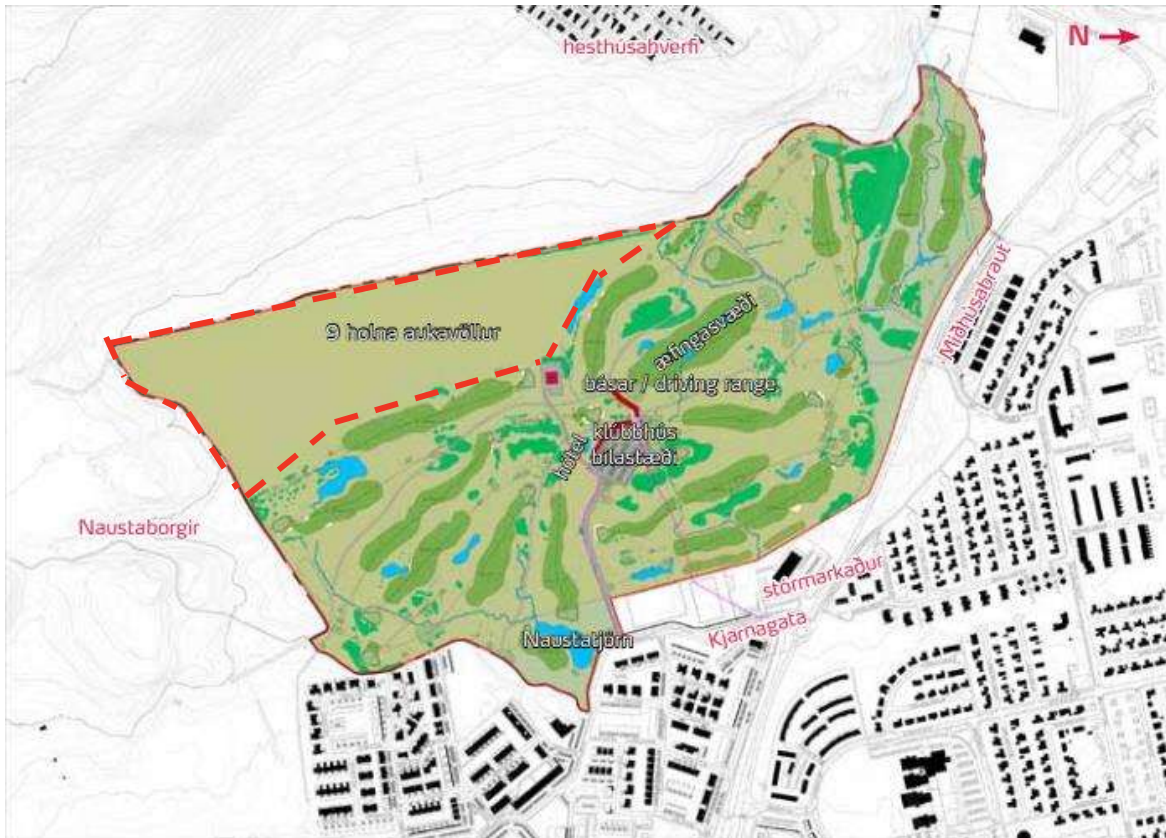 N
hesthúsahverfi
Miðhúsabraut
9 holna aukavöllur
æfingasvæði
básar / driving range
klúbbhús
bílastæði
hótel
Naustaborgir
stórmarkaður
Kjarnagata
Naustatjörn